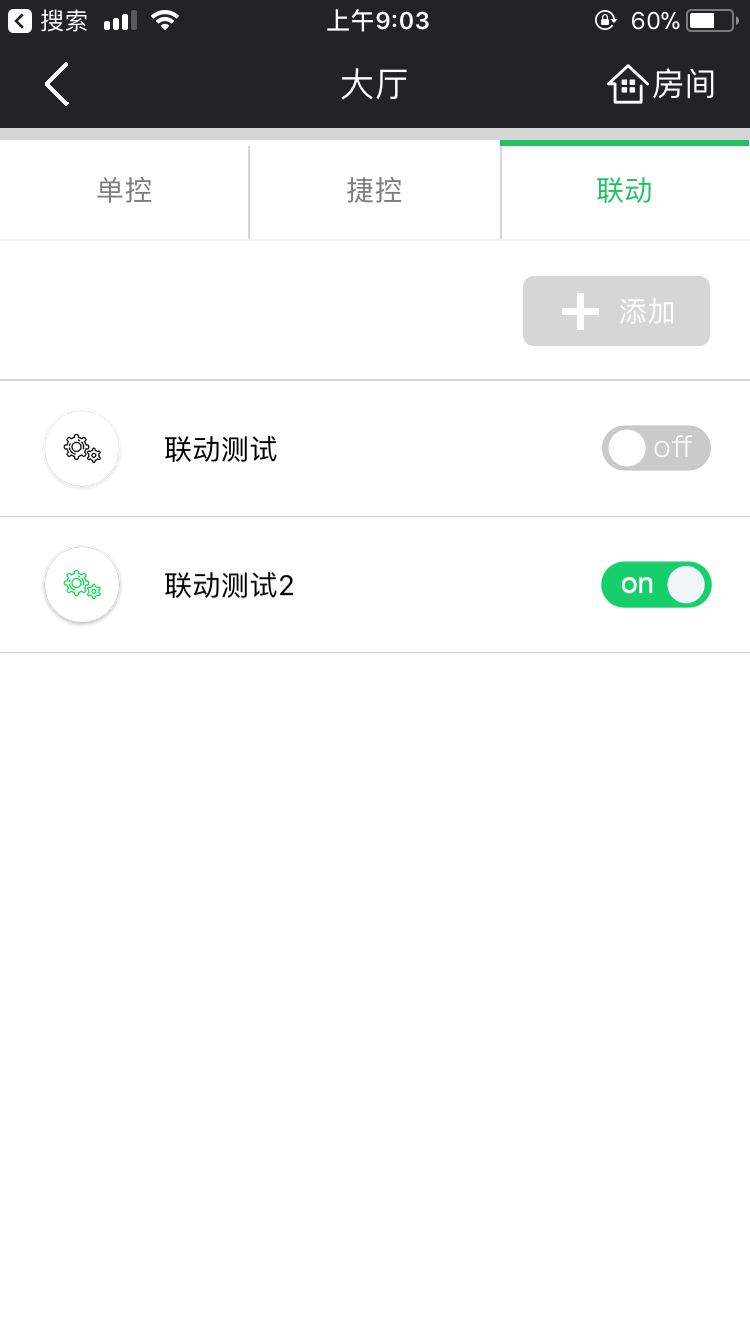 搜索 上午9:03 60%
大厅 房间
单控 捷控 联动
添加
联动测试 off
联动测试2 on